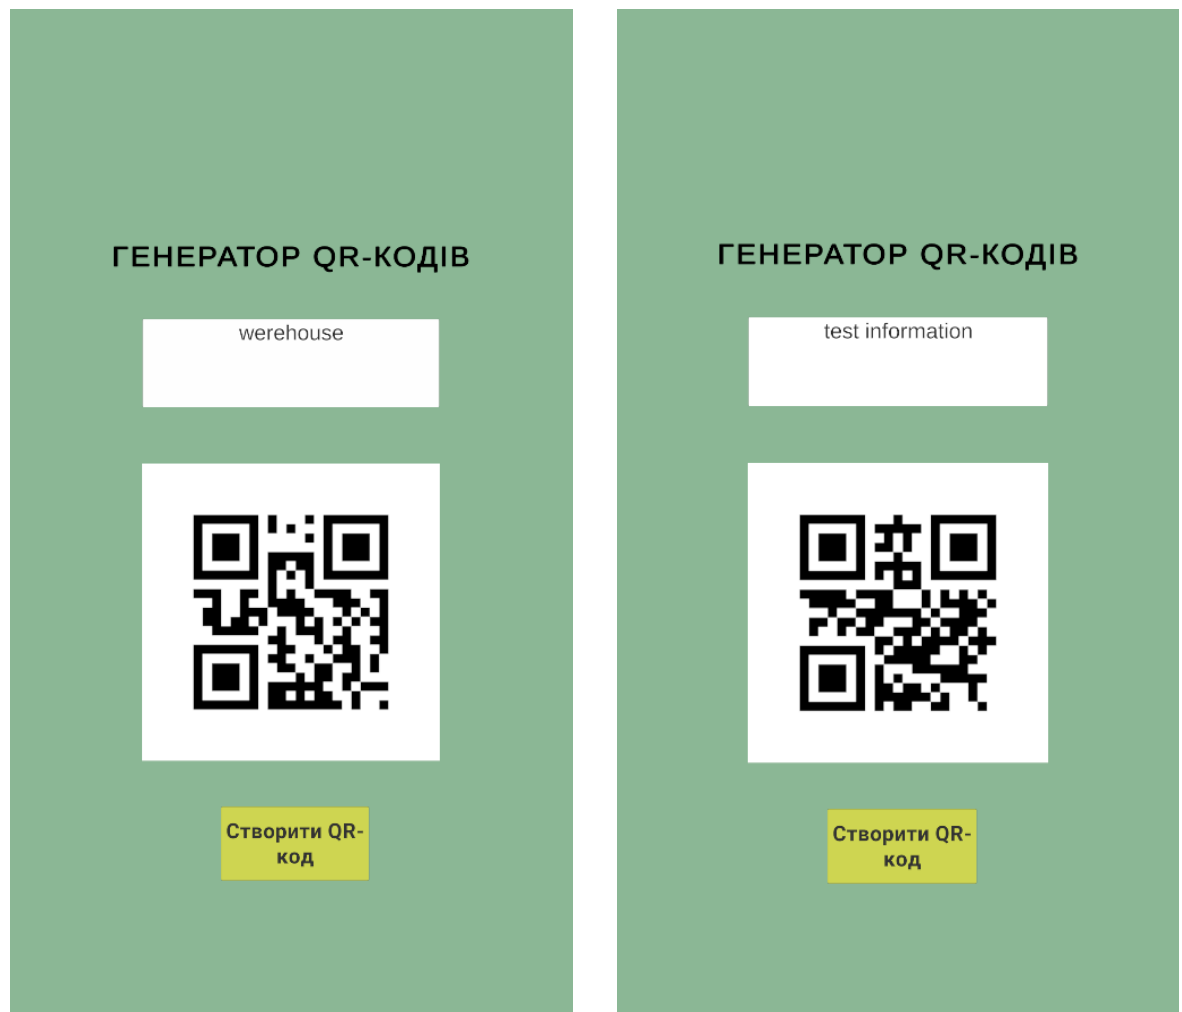 ГЕНЕРАТОР QR-КОДІВ
werehouse
Створити QR-
код
ГЕНЕРАТОР QR-КОДІВ
test information
Створити QR-
код